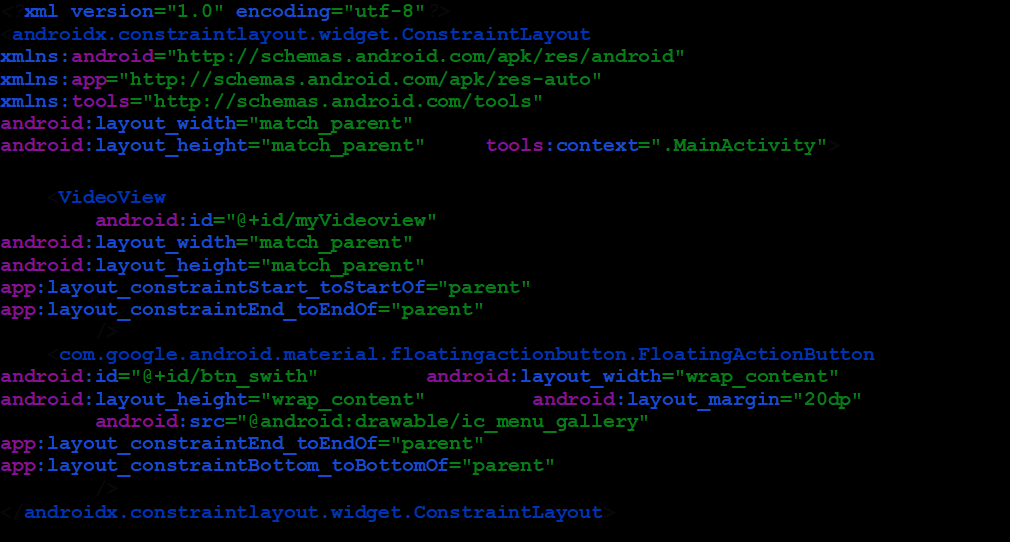 <?xml version="1.0" encoding="utf-8"?>
<androidx.constraintlayout.widget.ConstraintLayout
xmlns:android="http://schemas.android.com/apk/res/android"
xmlns:app="http://schemas.android.com/apk/res-auto"
xmlns:tools="http://schemas.android.com/tools"
android:layout_width="match_parent"
android:layout_height="match_parent"     tools:context=".MainActivity">
<VideoView
android:id="@+id/myVideoview"
android:layout_width="match_parent"
android:layout_height="match_parent"
app:layout_constraintStart_toStartOf="parent"
app:layout_constraintEnd_toEndOf="parent"
/>
<com.google.android.material.floatingactionbutton.FloatingActionButton
android:id="@+id/btn_swith"         android:layout_width="wrap_content"
android:layout_height="wrap_content"         android:layout_margin="20dp"
android:src="@android:drawable/ic_menu_gallery"
app:layout_constraintEnd_toEndOf="parent"
app:layout_constraintBottom_toBottomOf="parent"
/>
</androidx.constraintlayout.widget.ConstraintLayout>